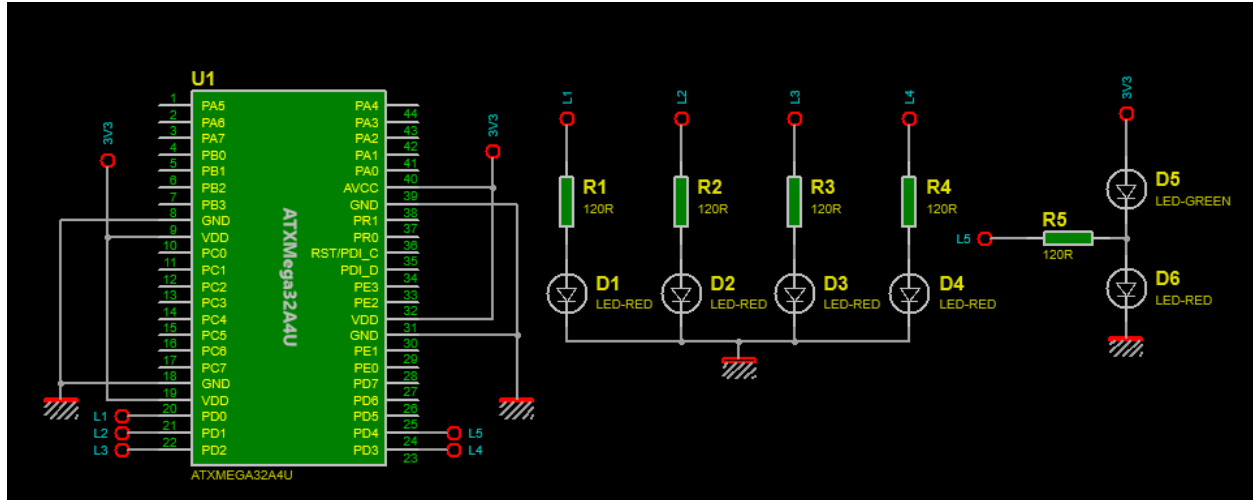 U1
1 PA5 PA4 44
2 PA6 PA3 43
3 PA7 PA2 42
4 PB0 PA1 41
5 PB1 PA0 40
6 PB2 AVCC 39
7 PB3 GND 38
8 GND PR1 37
9 VDD PR0 36
10 PC0 RST/PDI_C 35
11 PC1 PDI_D 34
12 PC2 PE3 33
13 PC3 PE2 32
14 PC4 VDD 31
15 PC5 GND 30
16 PC6 PE1 29
17 PC7 PE0 28
18 GND PD7 27
19 VDD PD6 26
20 PD0 PD5 25
21 PD1 PD4 24
22 PD2 PD3 23
ATXMega32A4U
ATXMEGA32A4U
3V3
3V3
L1
L2
L3
L5
L4
L1
L2
L3
L4
R1
120R
R2
120R
R3
120R
R4
120R
D1
LED-RED
D2
LED-RED
D3
LED-RED
D4
LED-RED
3V3
D5
LED-GREEN
L5
R5
120R
D6
LED-RED